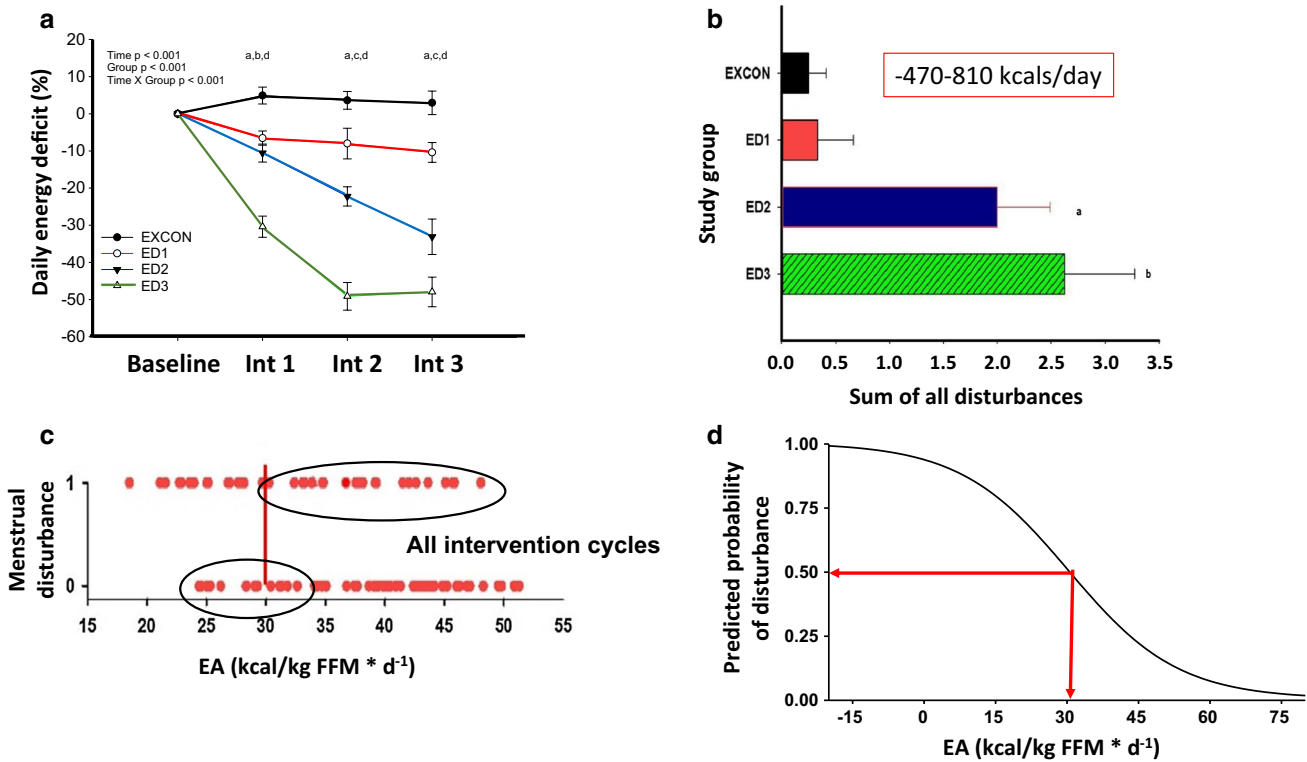 a
Daily energy deficit (%)
20
10
0
-10
-20
-30
-40
-50
-60
Time p < 0.001
Group p < 0.001
Time X Group p < 0.001
a,b,d
a,c,d
a,c,d
EXCON
ED1
ED2
ED3
Baseline Int 1 Int 2 Int 3
b
Study group
EXCON
ED1
ED2
ED3
-470-810 kcals/day
a
b
0.0 0.5 1.0 1.5 2.0 2.5 3.0 3.5
Sum of all disturbances
c
Menstrual
disturbance
1
0
All intervention cycles
15 20 25 30 35 40 45 50 55
EA (kcal/kg FFM * d-1)
d
Predicted probability
of disturbance
1.00
0.75
0.50
0.25
0.00
-15 0 15 30 45 60 75
EA (kcal/kg FFM * d-1)